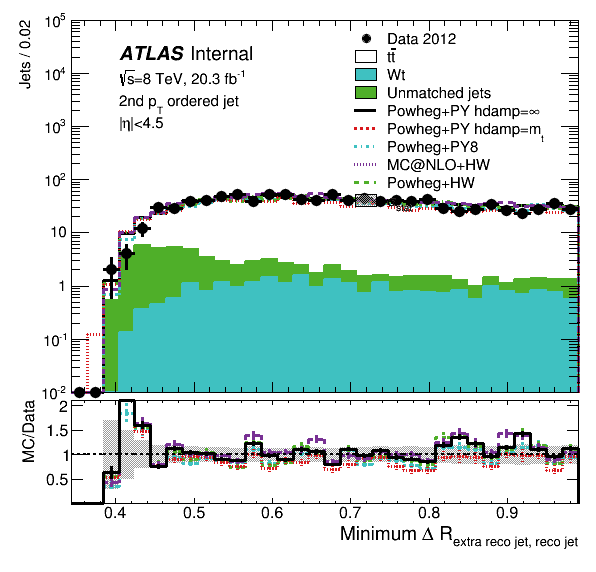 Jets / 0.02
10^5
10^4
10^3
10^2
10
1
10^-1
10^-2
ATLAS Internal
√s=8 TeV, 20.3 fb^-1
2nd p_T ordered jet
|η|<4.5
Data 2012
tt̄
Wt
Unmatched jets
Powheg+PY hdamp=∞
Powheg+PY hdamp=m_t
Powheg+PY8
MC@NLO+HW
Powheg+HW
MC/Data
2
1.5
1
0.5
0.4 0.5 0.6 0.7 0.8 0.9
Minimum Δ R_extra reco jet, reco jet